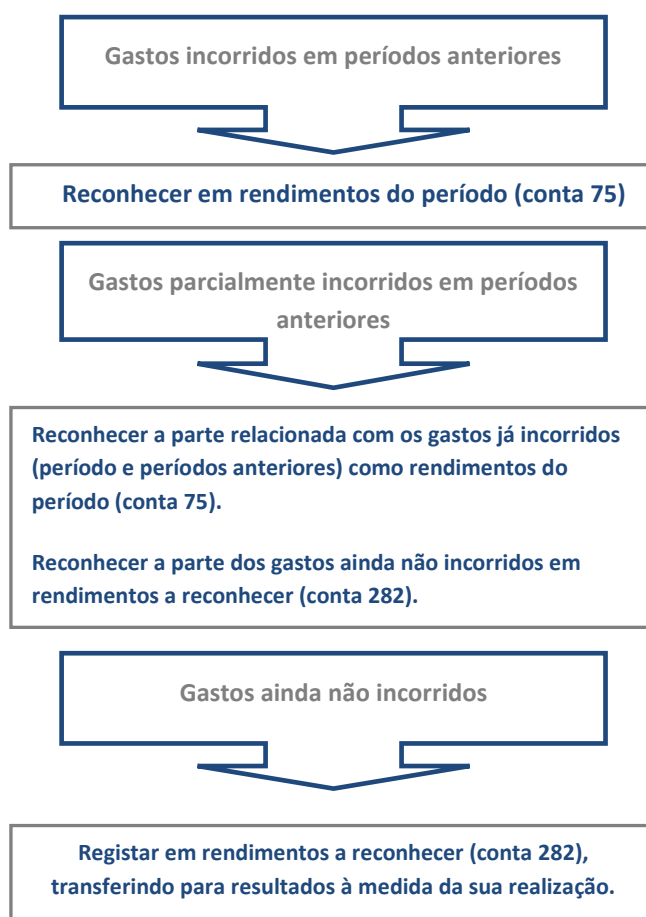 Gastos incorridos em períodos anteriores
Reconhecer em rendimentos do período (conta 75)
Gastos parcialmente incorridos em períodos
anteriores
Reconhecer a parte relacionada com os gastos já incorridos
(período e períodos anteriores) como rendimentos do
período (conta 75).
Reconhecer a parte dos gastos ainda não incorridos em
rendimentos a reconhecer (conta 282).
Gastos ainda não incorridos
Registar em rendimentos a reconhecer (conta 282),
transferindo para resultados à medida da sua realização.